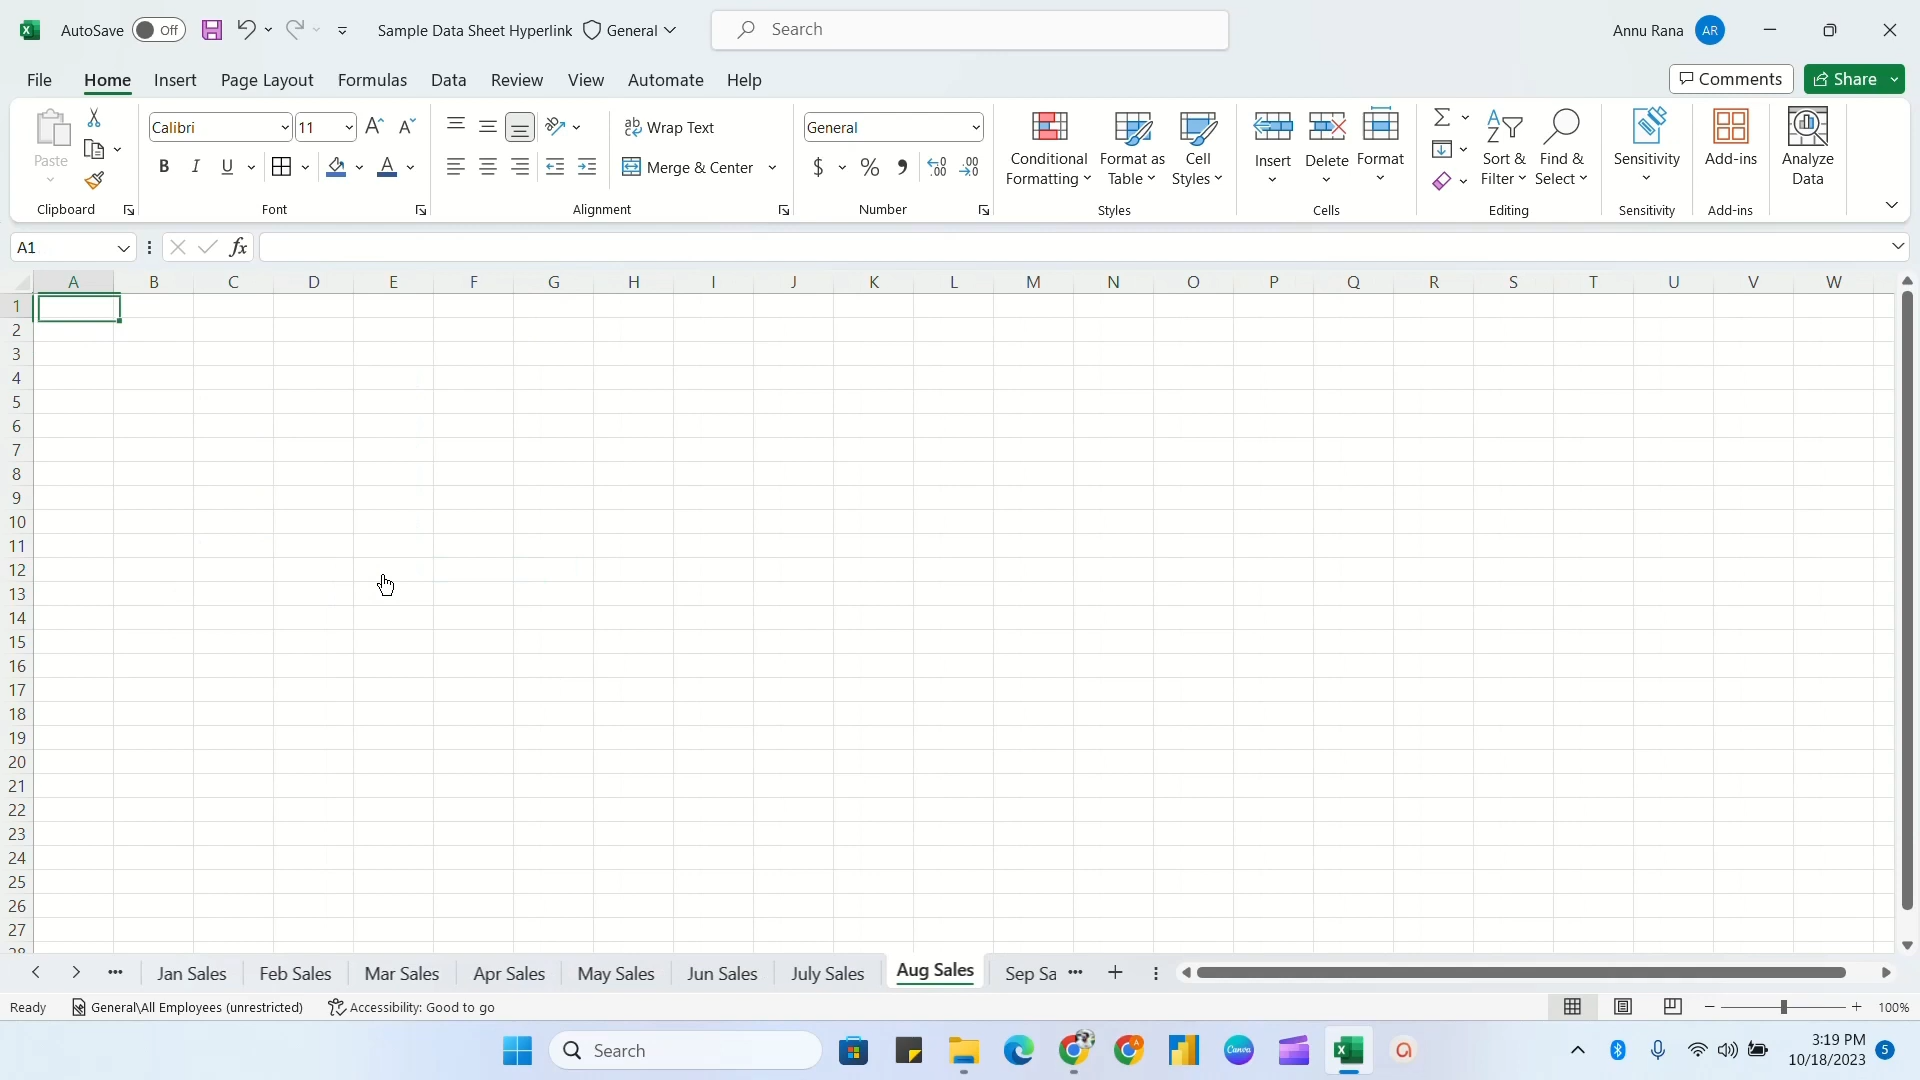 AutoSave Off Sample Data Sheet Hyperlink General Search Annu Rana AR
File Home Insert Page Layout Formulas Data Review View Automate Help Comments Share
Calibri 11 Wrap Text General
Paste B I U Merge & Center $ % Conditional Formatting Format as Table Cell Styles Insert Delete Format Sort & Filter Find & Select Sensitivity Add-ins Analyze Data
Clipboard Font Alignment Number Styles Cells Editing Sensitivity Add-ins
A1 fx
A B C D E F G H I J K L M N O P Q R S T U V W
1
2
3
4
5
6
7
8
9
10
11
12
13
14
15
16
17
18
19
20
21
22
23
24
25
26
27
28
Jan Sales Feb Sales Mar Sales Apr Sales May Sales Jun Sales July Sales Aug Sales Sep Sa
Ready General\All Employees (unrestricted) Accessibility: Good to go 100%
Search 3:19 PM
10/18/2023 5